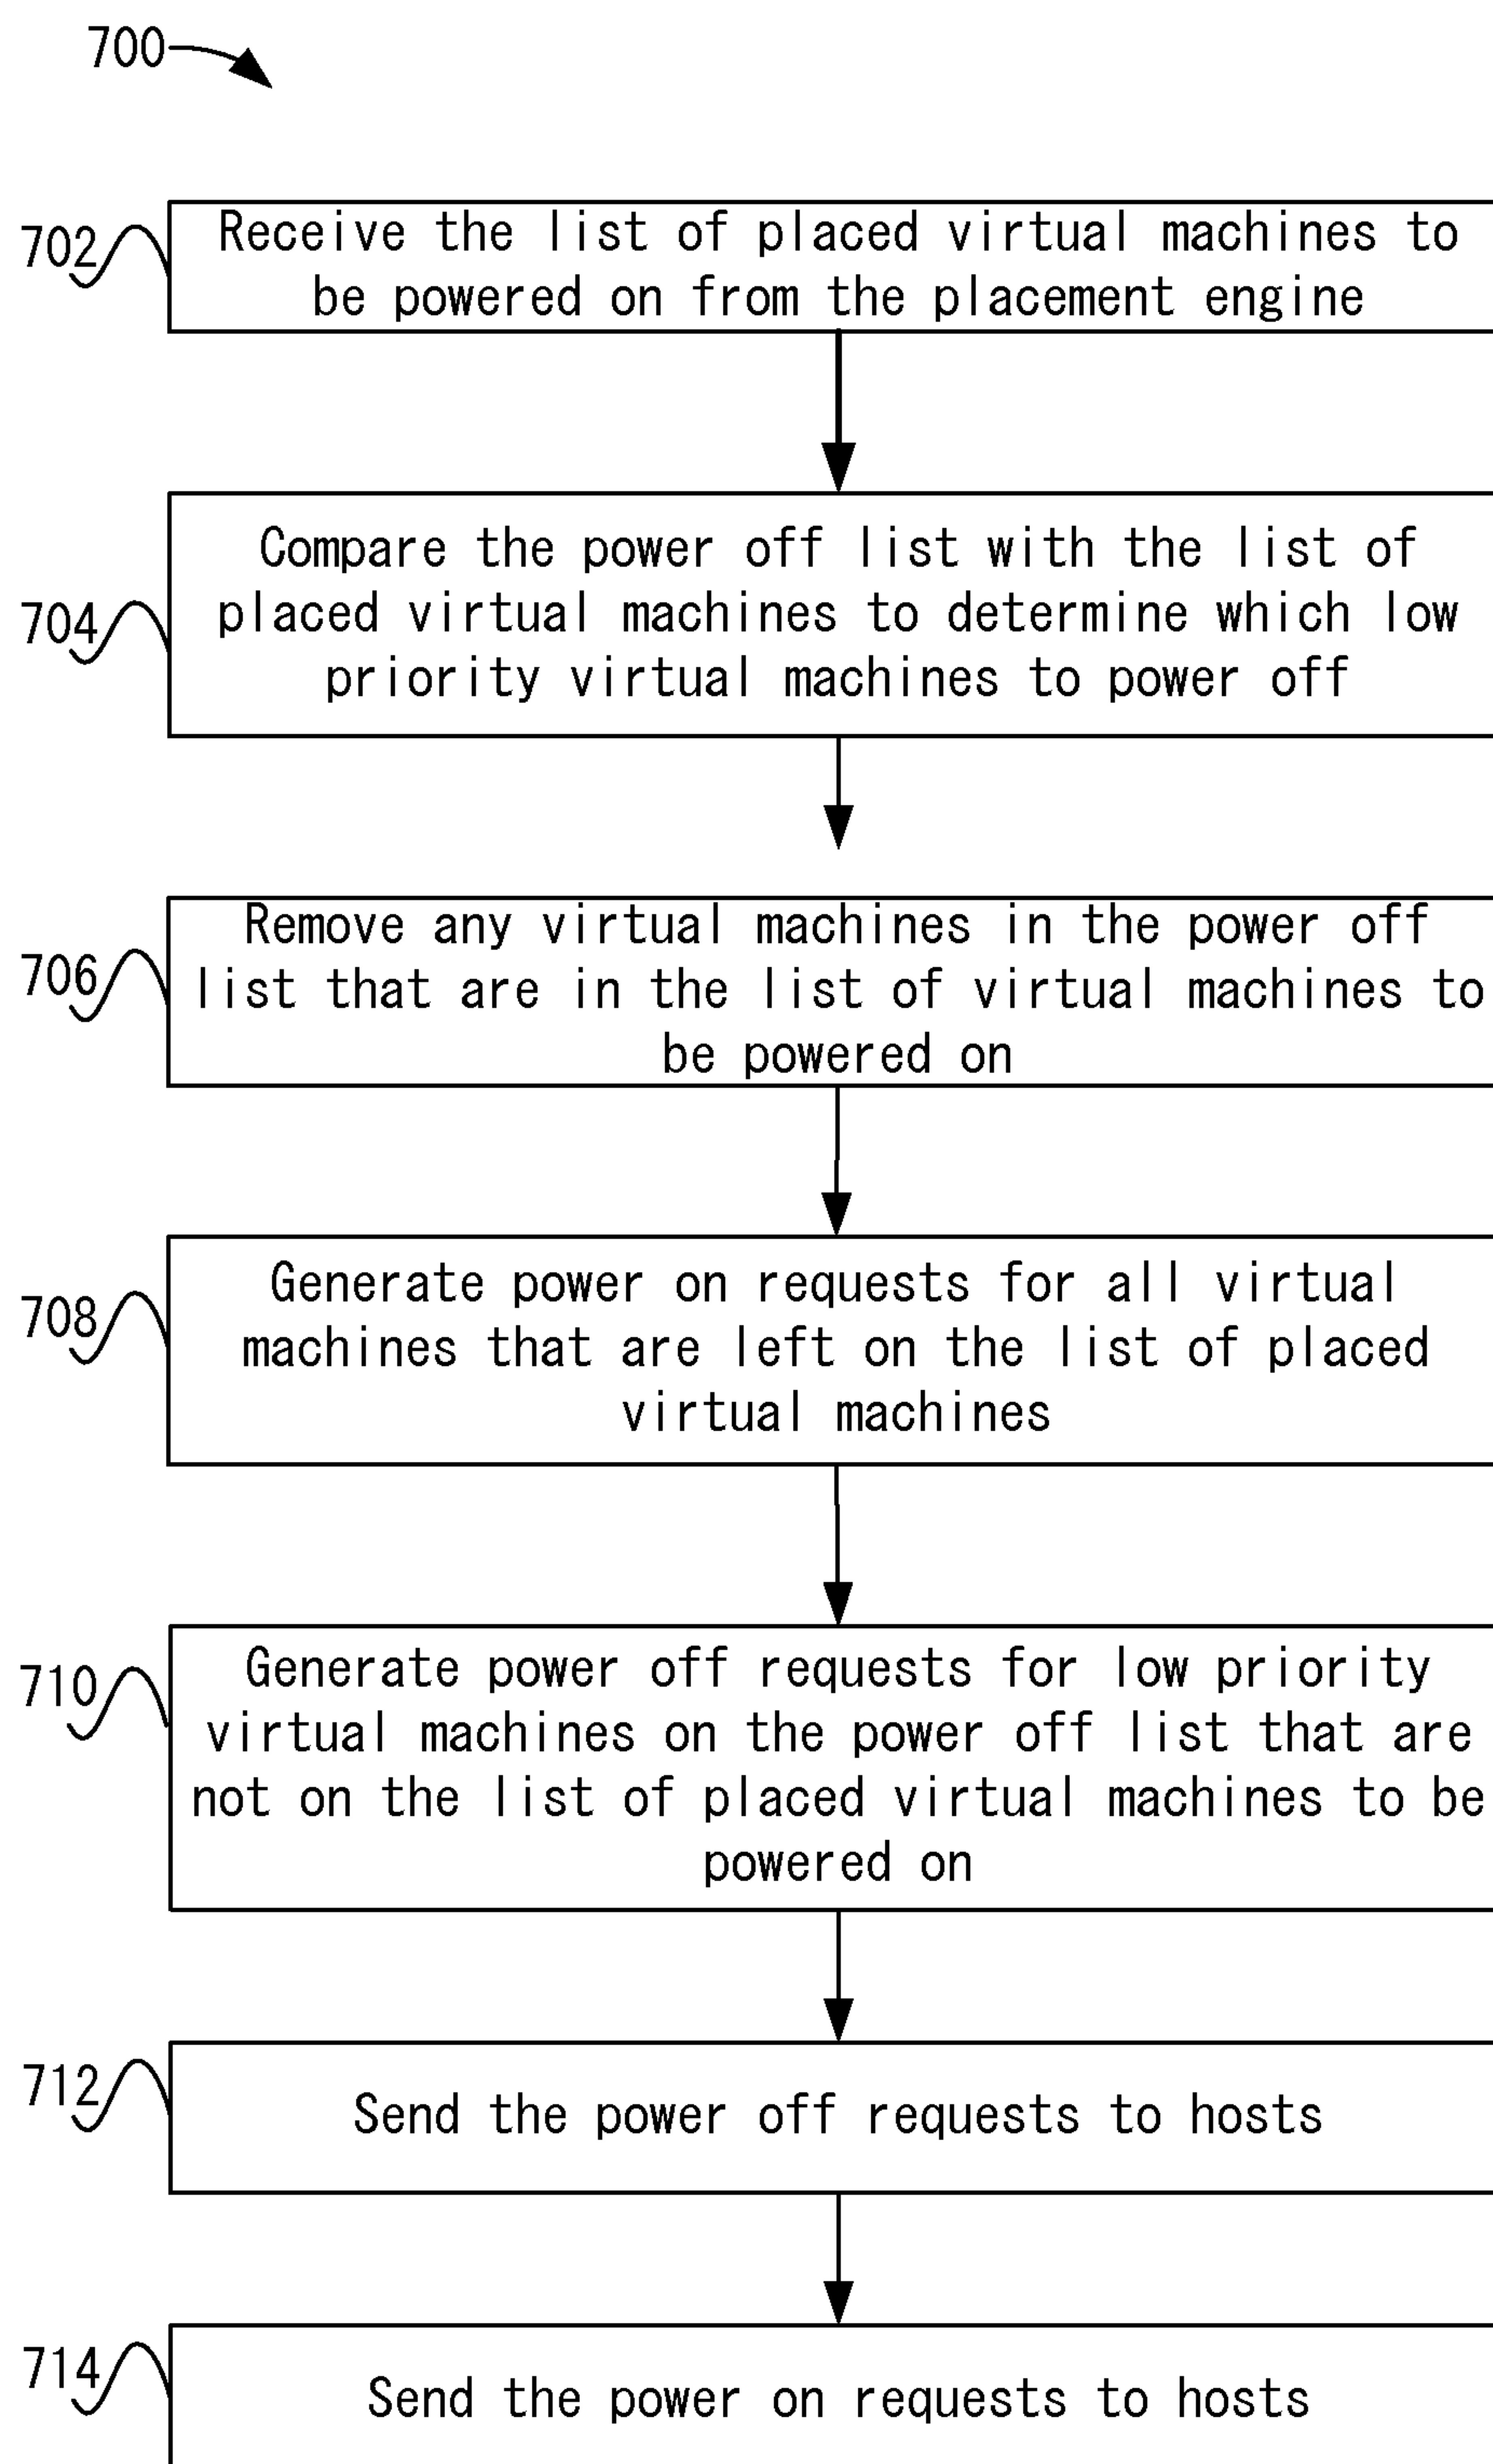 700
702
Receive the list of placed virtual machines to
be powered on from the placement engine
704
Compare the power off list with the list of
placed virtual machines to determine which low
priority virtual machines to power off
706
Remove any virtual machines in the power off
list that are in the list of virtual machines to
be powered on
708
Generate power on requests for all virtual
machines that are left on the list of placed
virtual machines
710
Generate power off requests for low priority
virtual machines on the power off list that are
not on the list of placed virtual machines to be
powered on
712
Send the power off requests to hosts
714
Send the power on requests to hosts